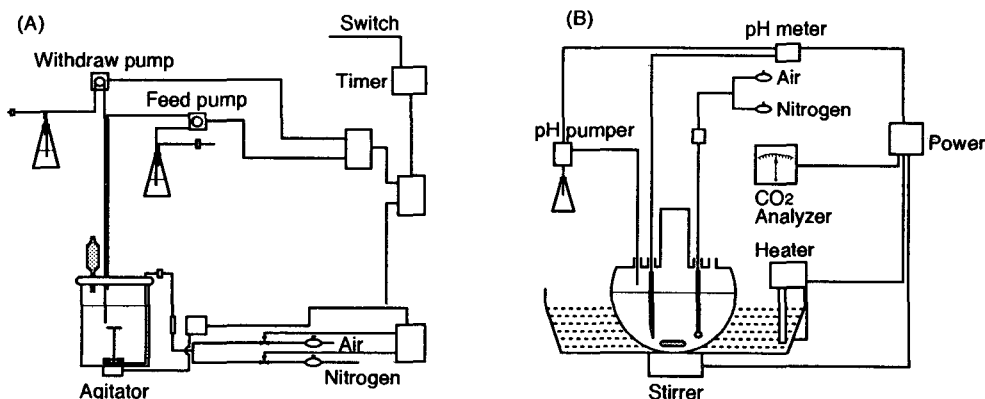 (A)
Switch
Withdraw pump
Timer
Feed pump
Air
Nitrogen
Agitator
(B)
pH meter
Air
Nitrogen
pH pumper
Power
CO2
Analyzer
Heater
Stirrer